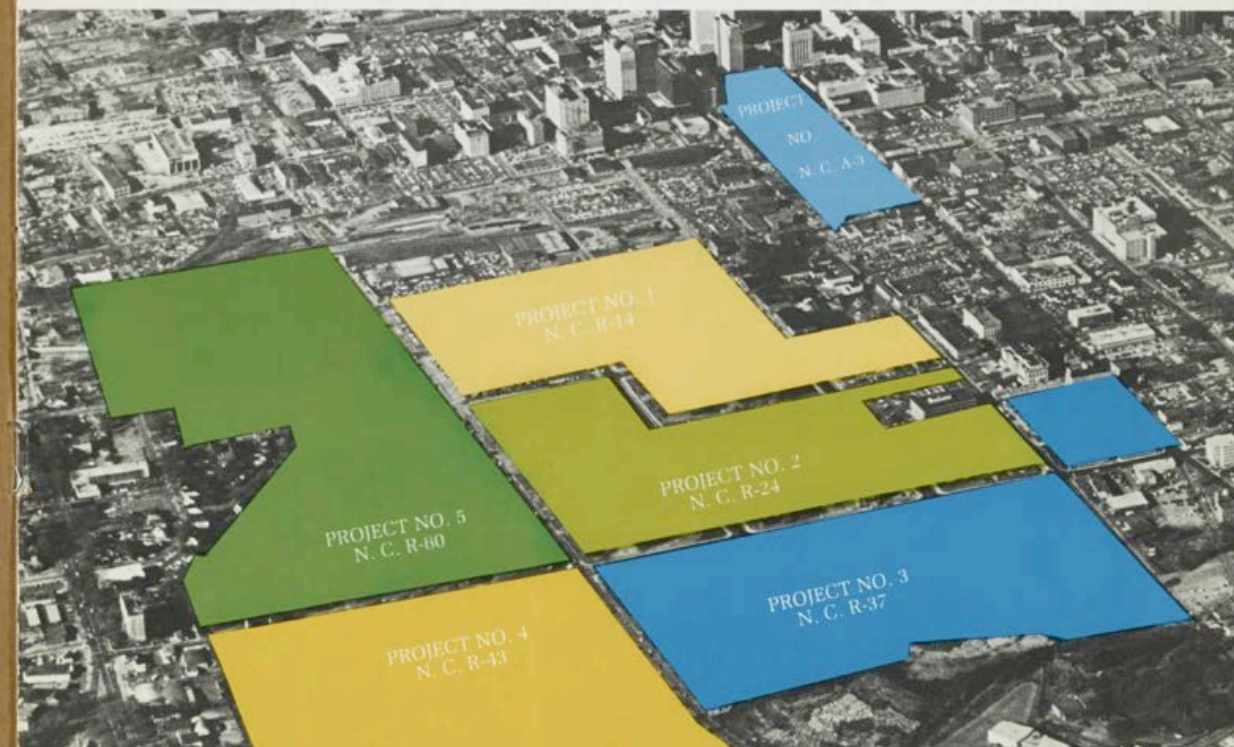 PROJECT
NO.
N. C. A-3
PROJECT NO. 1
N. C. R-14
PROJECT NO. 2
N. C. R-24
PROJECT NO. 5
N. C. R-60
PROJECT NO. 3
N. C. R-37
PROJECT NO. 4
N. C. R-43